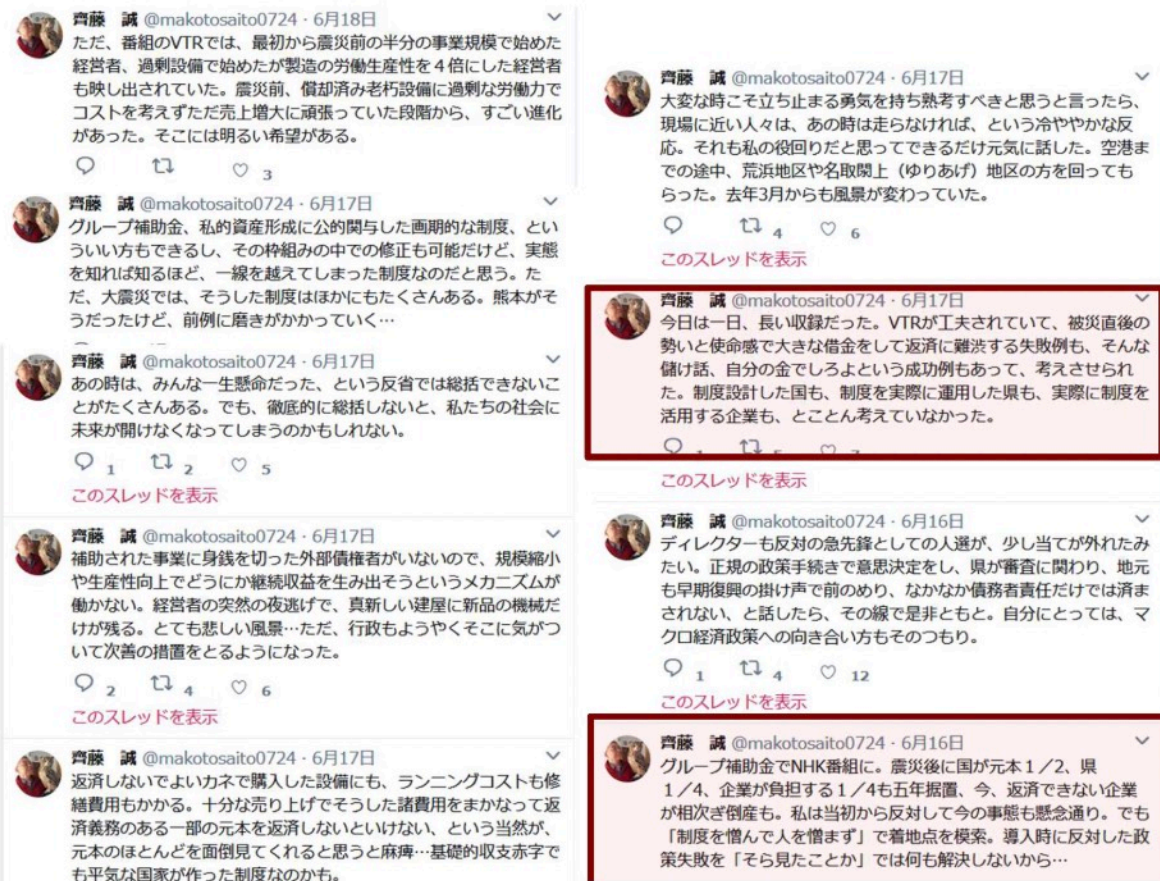 齊藤 誠 @makotosaito0724・6月18日
ただ、番組のVTRでは、最初から震災前の半分の事業規模で始めた
経営者、過剰設備で始めたが製造の労働生産性を４倍にした経営者
も映し出されていた。震災前、償却済み老朽設備に過剰な労働力で
コストを考えずただ売上増大に頑張っていた段階から、すごい進化
があった。そこには明るい希望がある。
3
齊藤 誠 @makotosaito0724・6月17日
グループ補助金、私的資産形成に公的関与した画期的な制度、とい
ういい方もできるし、その枠組みの中での修正も可能だけど、実態
を知れば知るほど、一線を越えてしまった制度なのだと思う。た
だ、大震災では、そうした制度はほかにもたくさんある。熊本がそ
うだったけど、前例に磨きがかかっていく…
齊藤 誠 @makotosaito0724・6月17日
あの時は、みんな一生懸命だった、という反省では総括できないこ
とがたくさんある。でも、徹底的に総括しないと、私たちの社会に
未来が開けなくなってしまうのかもしれない。
1 2 5
このスレッドを表示
齊藤 誠 @makotosaito0724・6月17日
補助された事業に身銭を切った外部債権者がいないので、規模縮小
や生産性向上でどうにか継続収益を生み出そうというメカニズムが
働かない。経営者の突然の夜逃げで、真新しい建屋に新品の機械だ
けが残る。とても悲しい風景…ただ、行政もようやくそこに気がつ
いて次善の措置をとるようになった。
2 4 6
このスレッドを表示
齊藤 誠 @makotosaito0724・6月17日
返済しないでよいカネで購入した設備にも、ランニングコストも修
繕費用もかかる。十分な売り上げでそうした諸費用をまかなって返
済義務のある一部の元本を返済しないといけない、という当然が、
元本のほとんどを面倒見てくれると思うと麻痺…基礎的収支赤字で
も平気な国家が作った制度なのかも。
齊藤 誠 @makotosaito0724・6月17日
大変な時こそ立ち止まる勇気を持ち熟考すべきと思うと言ったら、
現場に近い人々は、あの時は走らなければ、という冷ややかな反
応。それも私の役回りだと思ってできるだけ元気に話した。空港ま
での途中、荒浜地区や名取閖上（ゆりあげ）地区の方を回っても
らった。去年3月からも風景が変わっていた。
4 6
このスレッドを表示
齊藤 誠 @makotosaito0724・6月17日
今日は一日、長い収録だった。VTRが工夫されていて、被災直後の
勢いと使命感で大きな借金をして返済に難渋する失敗例も、そんな
儲け話、自分の金でしろよという成功例もあって、考えさせられ
た。制度設計した国も、制度を実際に運用した県も、実際に制度を
活用する企業も、とことん考えていなかった。
このスレッドを表示
齊藤 誠 @makotosaito0724・6月16日
ディレクターも反対の急先鋒としての人選が、少し当てが外れたみ
たい。正規の政策手続きで意思決定をし、県が審査に関わり、地元
も早期復興の掛け声で前のめり、なかなか債務者責任だけでは済ま
されない、と話したら、その線で是非ともと。自分にとっては、マ
クロ経済政策への向き合い方もそのつもり。
1 4 12
このスレッドを表示
齊藤 誠 @makotosaito0724・6月16日
グループ補助金でNHK番組に。震災後に国が元本１／2、県
１／4、企業が負担する１／4も五年据置、今、返済できない企業
が相次ぎ倒産も。私は当初から反対して今の事態も懸念通り。でも
「制度を憎んで人を憎まず」で着地点を模索。導入時に反対した政
策失敗を「そら見たことか」では何も解決しないから…